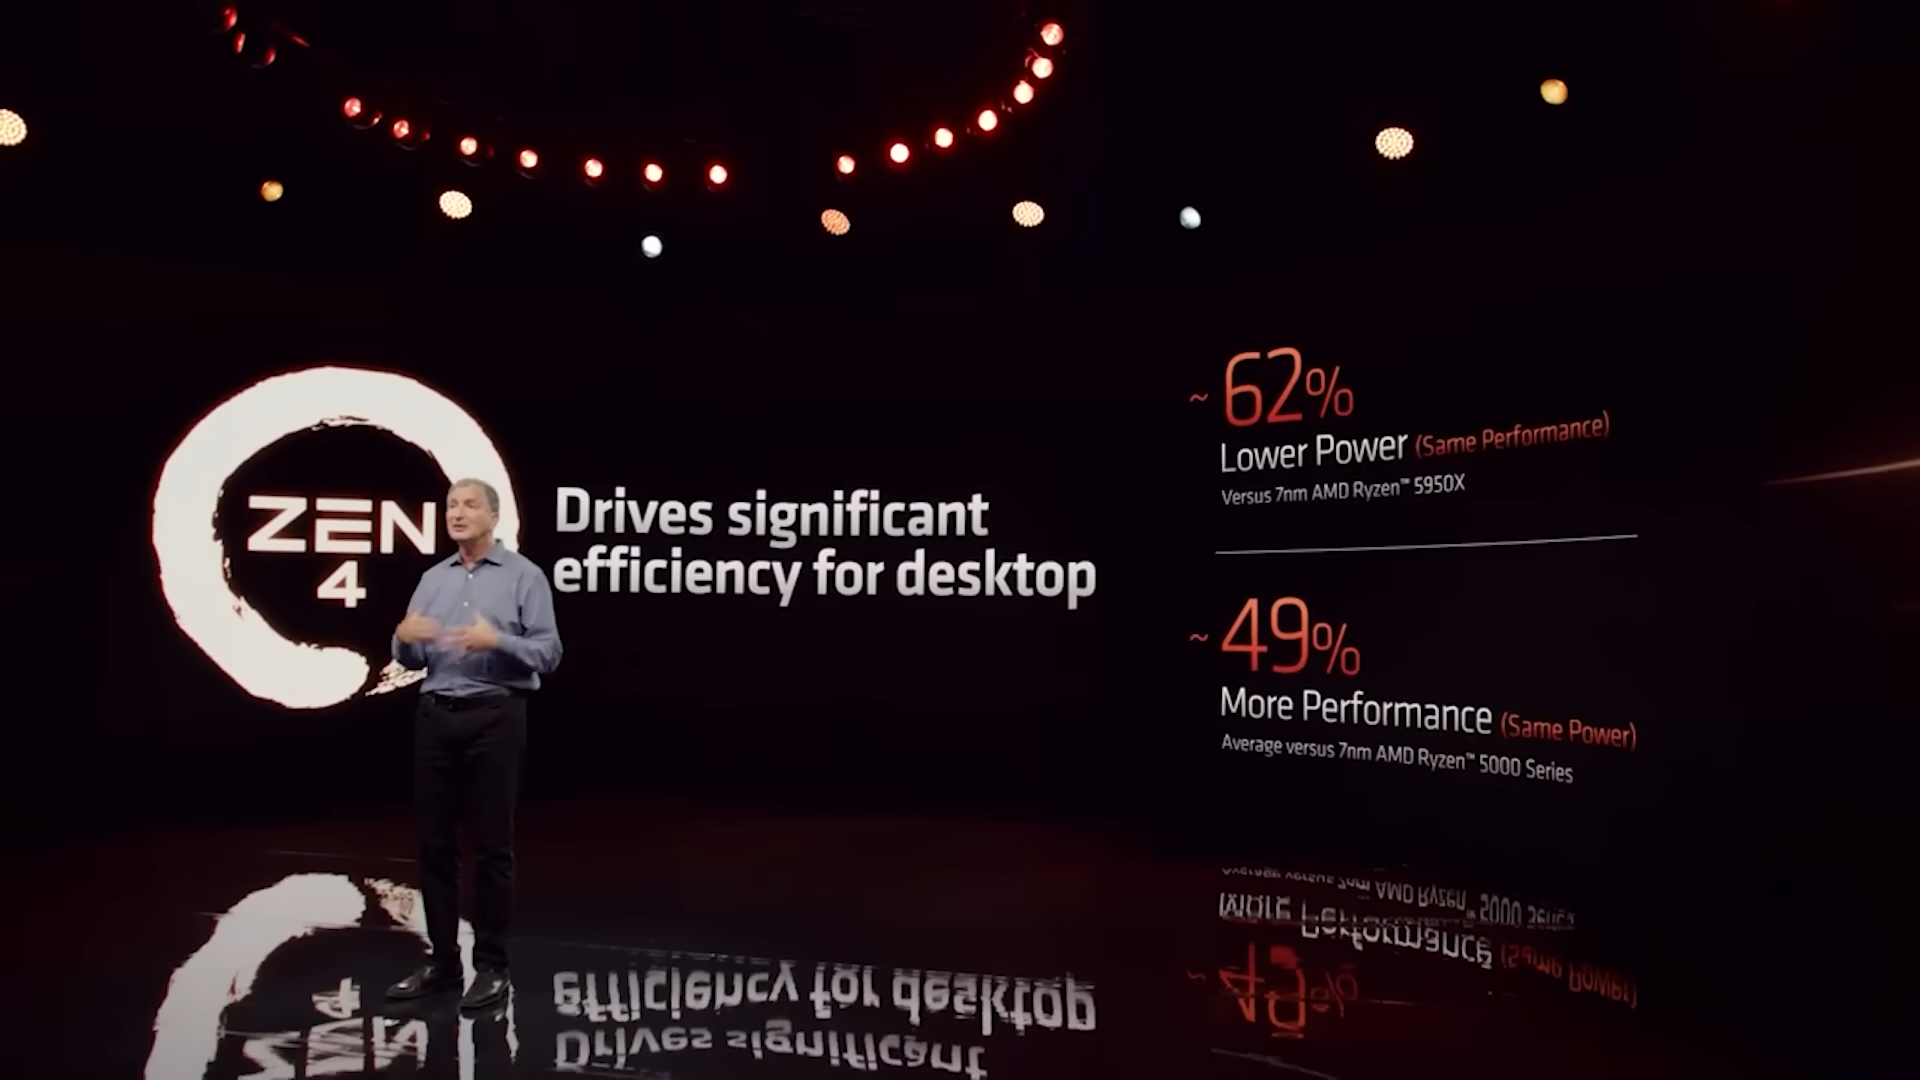 ZEN
4
Drives significant
efficiency for desktop
~ 62%
Lower Power (Same Performance)
Versus 7nm AMD Ryzen™ 5950X
~ 49%
More Performance (Same Power)
Average versus 7nm AMD Ryzen™ 5000 Series